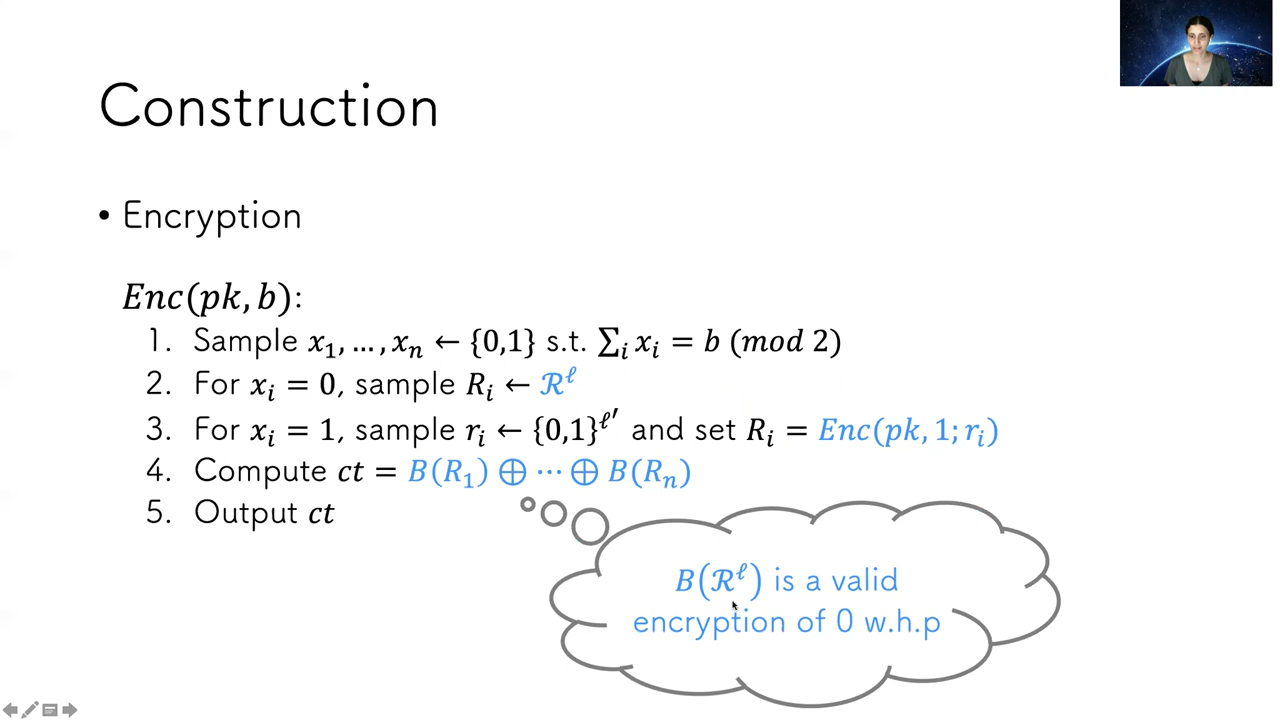 Construction
• Encryption
Enc(pk, b):
1. Sample x₁, …, xₙ ← {0,1} s.t. ∑ᵢ xᵢ = b (mod 2)
2. For xᵢ = 0, sample Rᵢ ← ℛ^ℓ
3. For xᵢ = 1, sample rᵢ ← {0,1}^ℓ′ and set Rᵢ = Enc(pk, 1; rᵢ)
4. Compute ct = B(R₁) ⊕ ⋯ ⊕ B(Rₙ)
5. Output ct
B(ℛ^ℓ) is a valid
encryption of 0 w.h.p